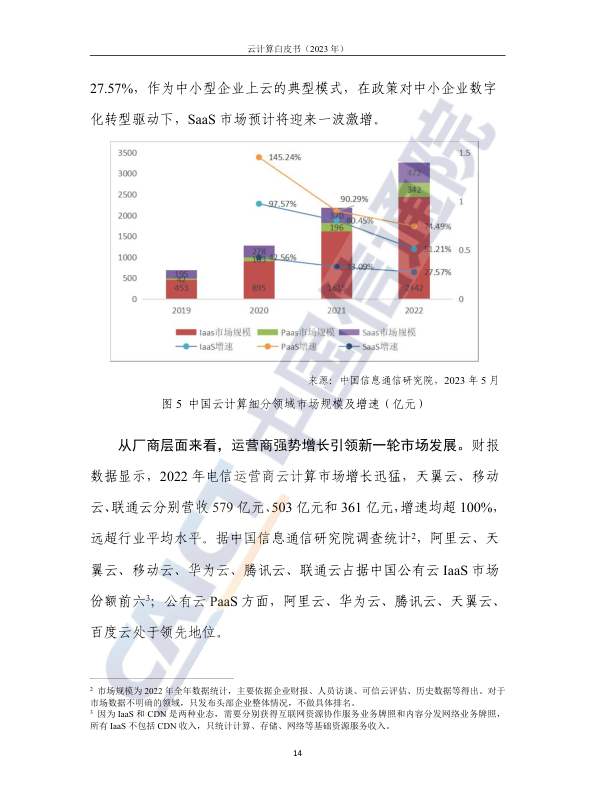 云计算白皮书（2023 年）
27.57%，作为中小型企业上云的典型模式，在政策对中小企业数字
化转型驱动下，SaaS 市场预计将迎来一波激增。
3500
3000
2500
2000
1500
1000
500
0
1.5
1
0.5
0
145.24%
97.57%
90.29%
80.45%
74.49%
51.21%
42.56%
33.09%
27.57%
195
42
453
278
103
895
370
196
1615
472
342
2442
2019
2020
2021
2022
Iaas市场规模 Paas市场规模 Saas市场规模
IaaS增速 PaaS增速 SaaS增速
来源：中国信息通信研究院，2023 年 5 月
图 5 中国云计算细分领域市场规模及增速（亿元）
从厂商层面来看，运营商强势增长引领新一轮市场发展。财报
数据显示，2022 年电信运营商云计算市场增长迅猛，天翼云、移动
云、联通云分别营收 579 亿元、503 亿元和 361 亿元，增速均超 100%，
远超行业平均水平。据中国信息通信研究院调查统计²，阿里云、天
翼云、移动云、华为云、腾讯云、联通云占据中国公有云 IaaS 市场
份额前六³；公有云 PaaS 方面，阿里云、华为云、腾讯云、天翼云、
百度云处于领先地位。
² 市场规模为 2022 年全年数据统计，主要依据企业财报、人员访谈、可信云评估、历史数据等得出。对于
市场数据不明确的领域，只发布头部企业整体情况，不做具体排名。
³ 因为 IaaS 和 CDN 是两种业态，需要分别获得互联网资源协作服务业务牌照和内容分发网络业务牌照，
所有 IaaS 不包括 CDN 收入，只统计计算、存储、网络等基础资源服务收入。
14
CAICT 中国信通院